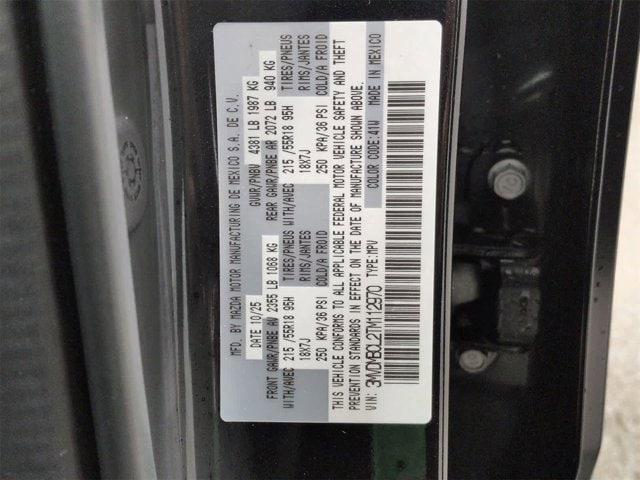 MFD. BY MAZDA MOTOR MANUFACTURING DE MEXICO S.A. DE C.V.
DATE 10/25 GVWR/PNBV 4381 LB 1987 KG
FRONT GAWR/PNBE AV 2355 LB 1068 KG REAR GAWR/PNBE AR 2072 LB 940 KG
WITH/AVEC 215 /55R18 95H TIRES/PNEUS WITH/AVEC 215 /55R18 95H TIRES/PNEUS
18X7J RIMS/JANTES 18X7J RIMS/JANTES
250 KPA/36 PSI COLD/A FROID 250 KPA/36 PSI COLD/A FROID
THIS VEHICLE CONFORMS TO ALL APPLICABLE FEDERAL MOTOR VEHICLE SAFETY AND THEFT
PREVENTION STANDARDS IN EFFECT ON THE DATE OF MANUFACTURE SHOWN ABOVE.
VIN: 3MVDMBCL2TM112970 TYPE: MPV COLOR CODE: 41W MADE IN MEXICO